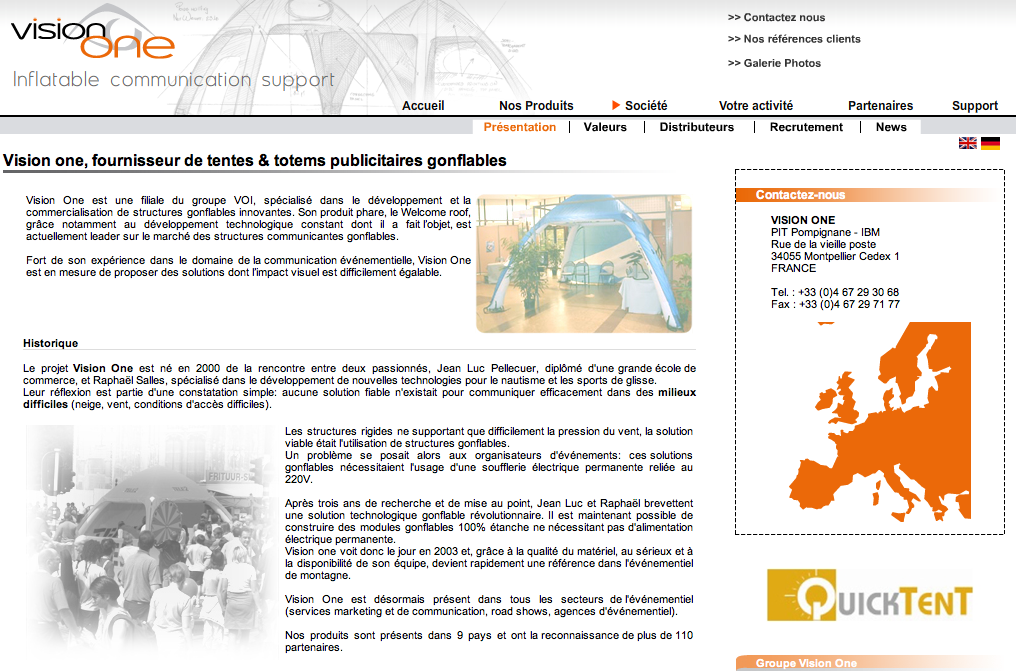 vision
one
Inflatable communication support
>> Contactez nous
>> Nos références clients
>> Galerie Photos
Accueil Nos Produits Société Votre activité Partenaires Support
Présentation | Valeurs | Distributeurs | Recrutement | News
Vision one, fournisseur de tentes & totems publicitaires gonflables
Vision One est une filiale du groupe VOI, spécialisé dans le développement et la
commercialisation de structures gonflables innovantes. Son produit phare, le Welcome roof,
grâce notamment au développement technologique constant dont il a fait l'objet, est
actuellement leader sur le marché des structures communicantes gonflables.
Fort de son expérience dans le domaine de la communication événementielle, Vision One
est en mesure de proposer des solutions dont l'impact visuel est difficilement égalable.
Historique
Le projet Vision One est né en 2000 de la rencontre entre deux passionnés, Jean Luc Pellecuer, diplômé d'une grande école de
commerce, et Raphaël Salles, spécialisé dans le développement de nouvelles technologies pour le nautisme et les sports de glisse.
Leur réflexion est partie d'une constatation simple: aucune solution fiable n'existait pour communiquer efficacement dans des milieux
difficiles (neige, vent, conditions d'accès difficiles).
FRITUUR-S
Les structures rigides ne supportant que difficilement la pression du vent, la solution
viable était l'utilisation de structures gonflables.
Un problème se posait alors aux organisateurs d'événements: ces solutions
gonflables nécessitaient l'usage d'une soufflerie électrique permanente reliée au
220V.
Après trois ans de recherche et de mise au point, Jean Luc et Raphaël brevettent
une solution technologique gonflable révolutionnaire. Il est maintenant possible de
construire des modules gonflables 100% étanche ne nécessitant pas d'alimentation
électrique permanente.
Vision one voit donc le jour en 2003 et, grâce à la qualité du matériel, au sérieux et à
la disponibilité de son équipe, devient rapidement une référence dans l'événementiel
de montagne.
Vision One est désormais présent dans tous les secteurs de l'événementiel
(services marketing et de communication, road shows, agences d'événementiel).
Nos produits sont présents dans 9 pays et ont la reconnaissance de plus de 110
partenaires.
Contactez-nous
VISION ONE
PIT Pompignane - IBM
Rue de la vieille poste
34055 Montpellier Cedex 1
FRANCE
Tel. : +33 (0)4 67 29 30 68
Fax : +33 (0)4 67 29 71 77
QUICKTENT
Groupe Vision One